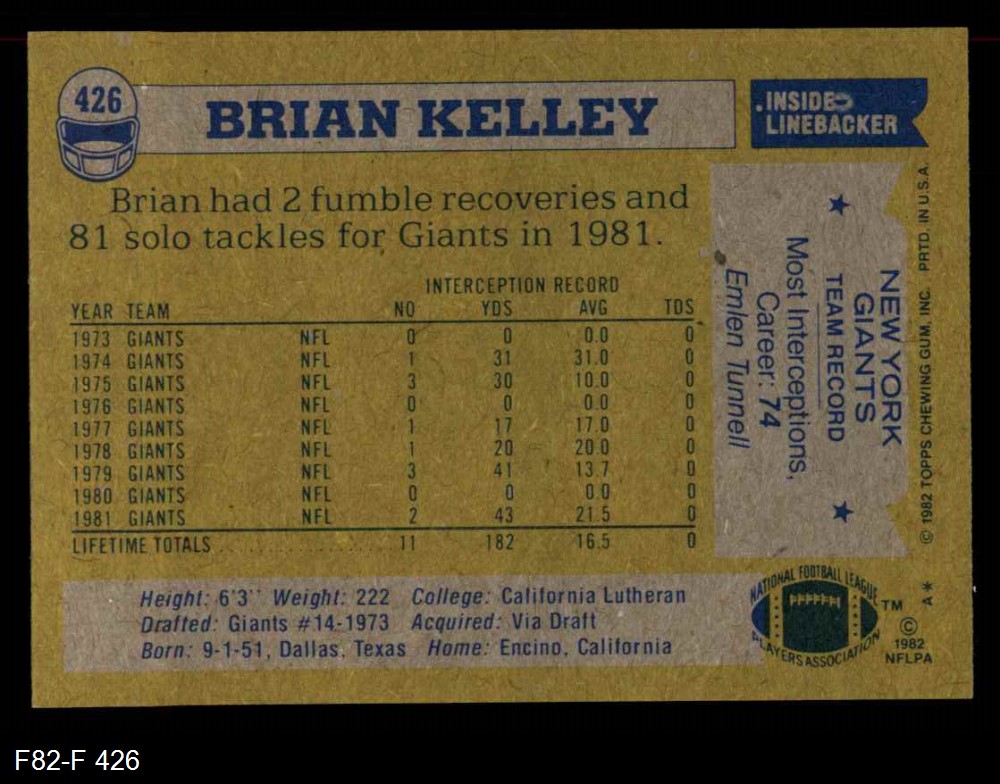 426
BRIAN KELLEY
INSIDE
LINEBACKER
Brian had 2 fumble recoveries and
81 solo tackles for Giants in 1981.
INTERCEPTION RECORD
YEAR TEAM NO YDS AVG TDS
1973 GIANTS NFL 0 0 0.0 0
1974 GIANTS NFL 1 31 31.0 0
1975 GIANTS NFL 3 30 10.0 0
1976 GIANTS NFL 0 0 0.0 0
1977 GIANTS NFL 1 17 17.0 0
1978 GIANTS NFL 1 20 20.0 0
1979 GIANTS NFL 3 41 13.7 0
1980 GIANTS NFL 0 0 0.0 0
1981 GIANTS NFL 2 43 21.5 0
LIFETIME TOTALS 11 182 16.5 0
Height: 6'3" Weight: 222 College: California Lutheran
Drafted: Giants #14-1973 Acquired: Via Draft
Born: 9-1-51, Dallas, Texas Home: Encino, California
NEW YORK
GIANTS
★ TEAM RECORD ★
Most Interceptions,
Career: 74
Emlen Tunnell
© 1982 TOPPS CHEWING GUM, INC. PRTD. IN U.S.A.
A*
NATIONAL FOOTBALL LEAGUE
PLAYERS ASSOCIATION
TM
©
1982
NFLPA
F82-F 426